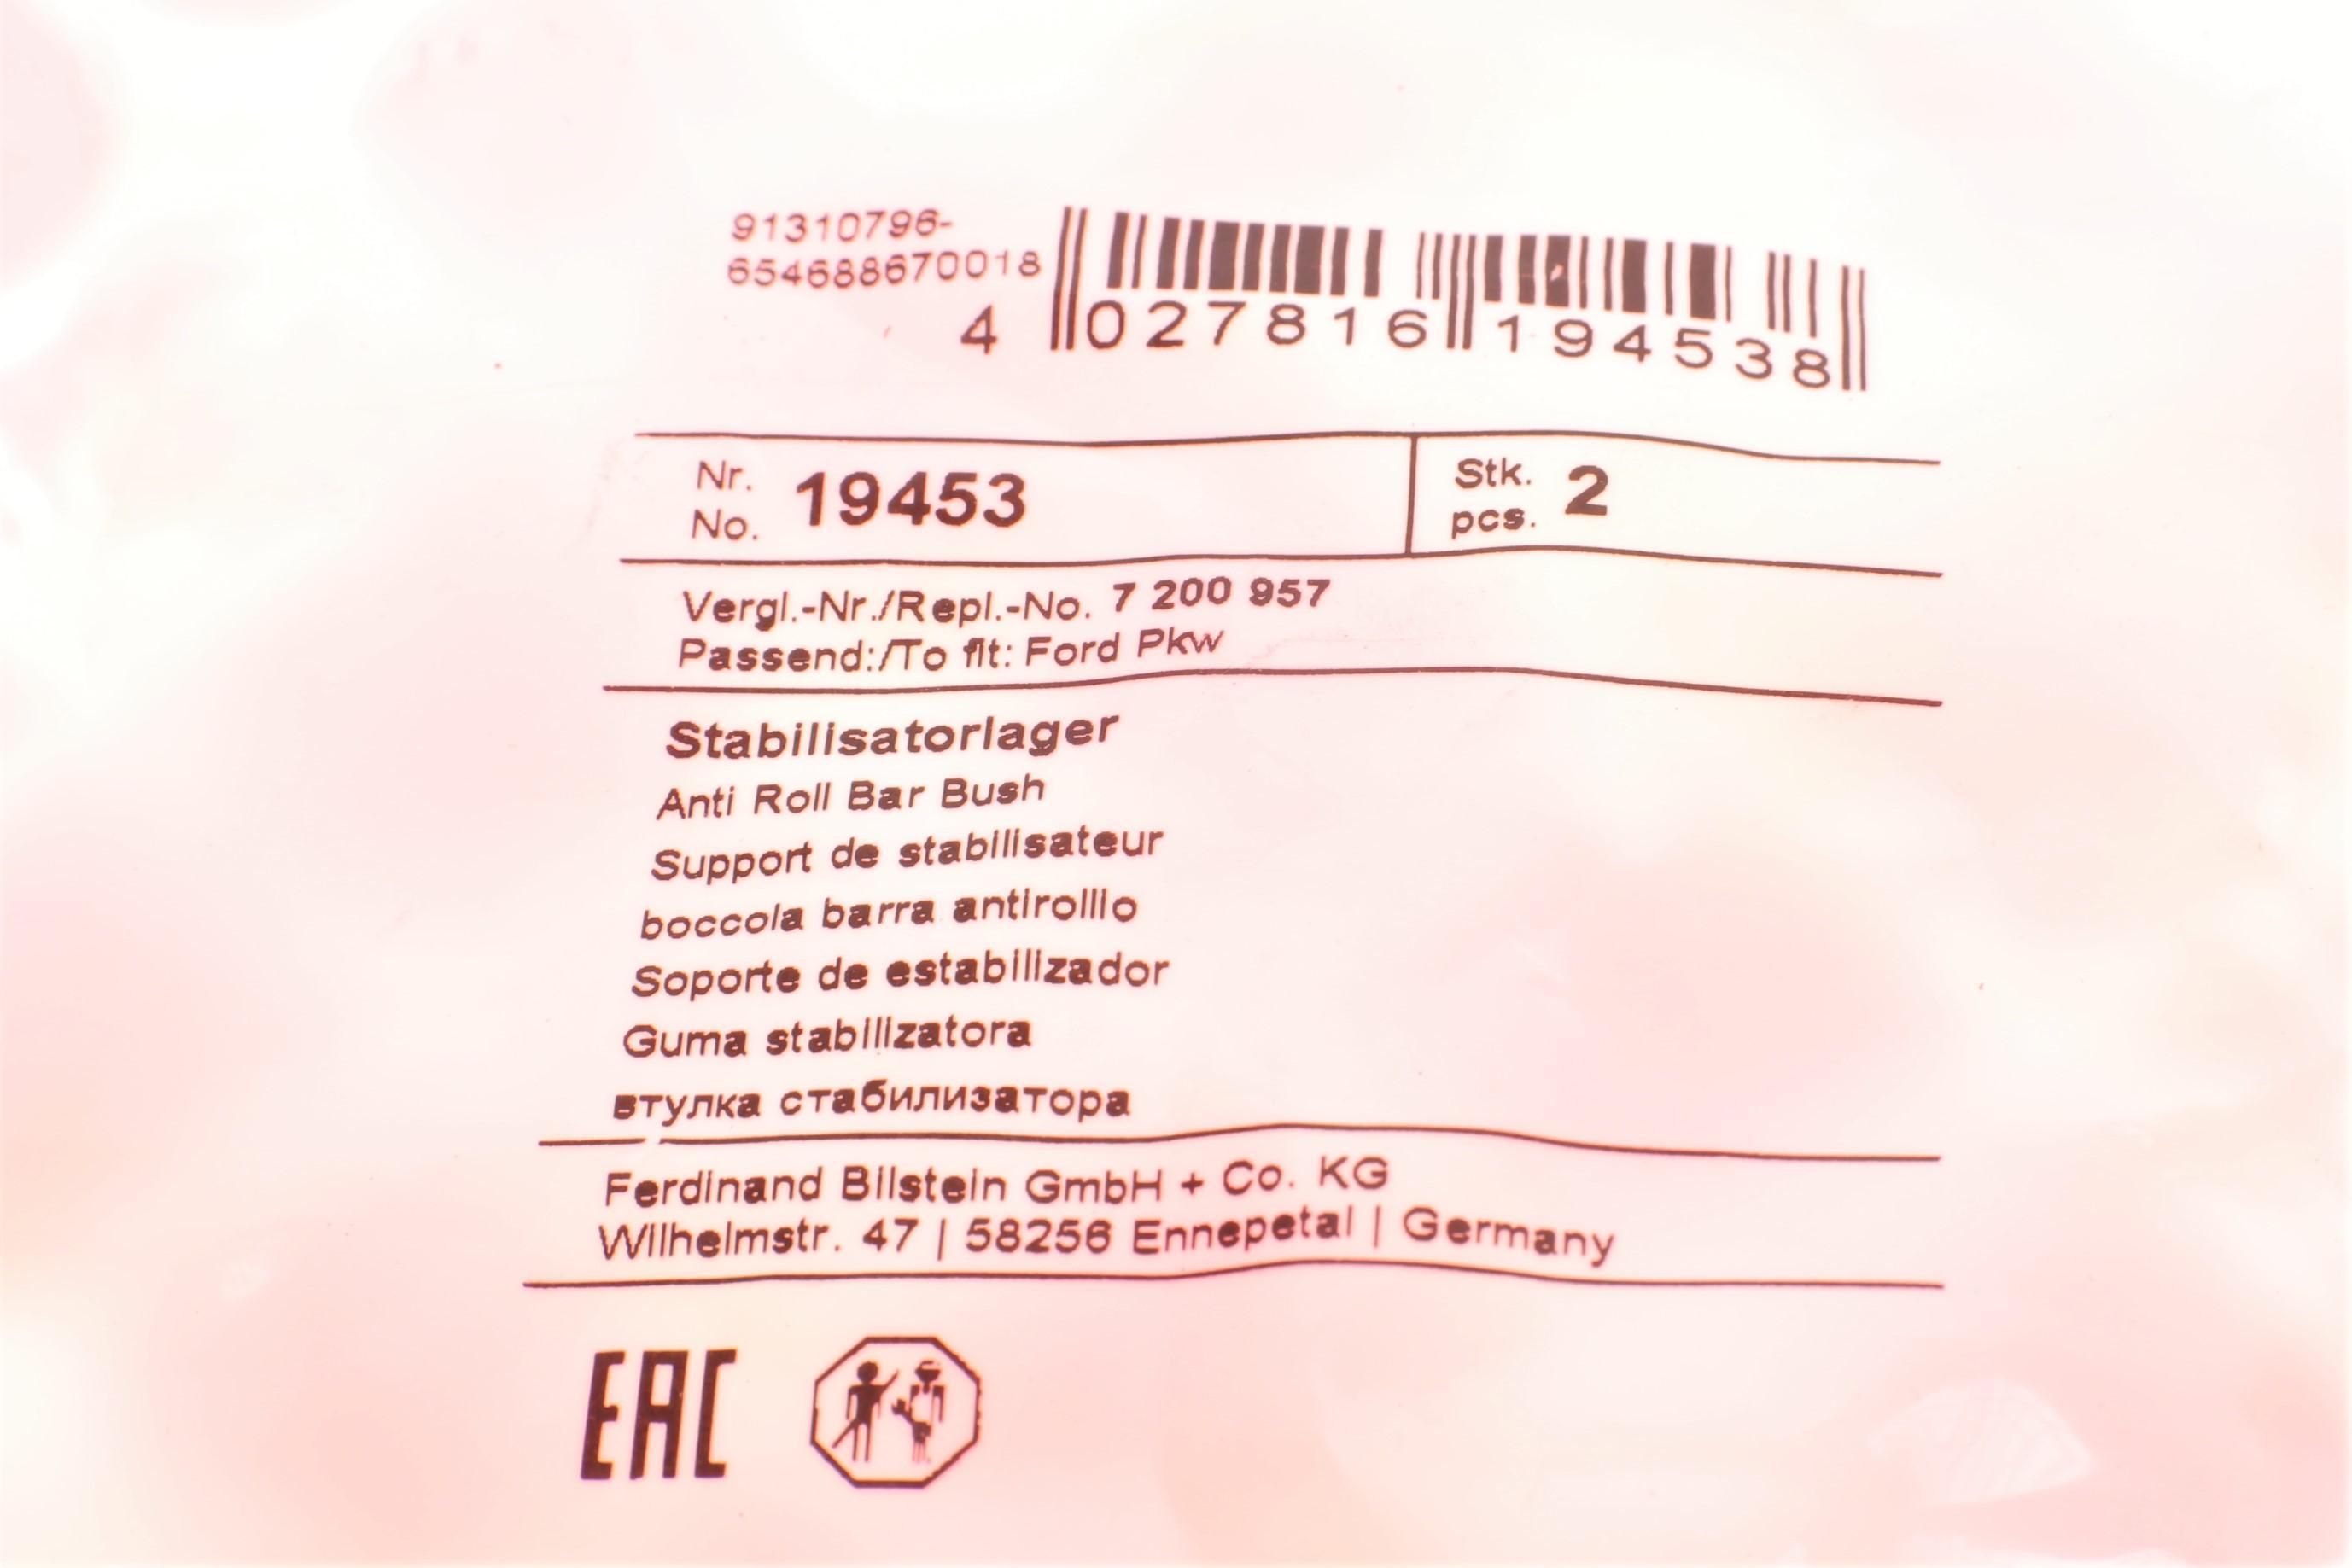 91310796-
654688670018
4 027816 194538
Nr. 19453
No.
Stk. 2
pcs.
Vergl.-Nr./Repl.-No. 7 200 957
Passend:/To fit: Ford Pkw
Stabilisatorlager
Anti Roll Bar Bush
Support de stabilisateur
boccola barra antirollio
Soporte de estabilizador
Guma stabilizatora
втулка стабилизатора
Ferdinand Bilstein GmbH + Co. KG
Wilhelmstr. 47 | 58256 Ennepetal | Germany
EAC